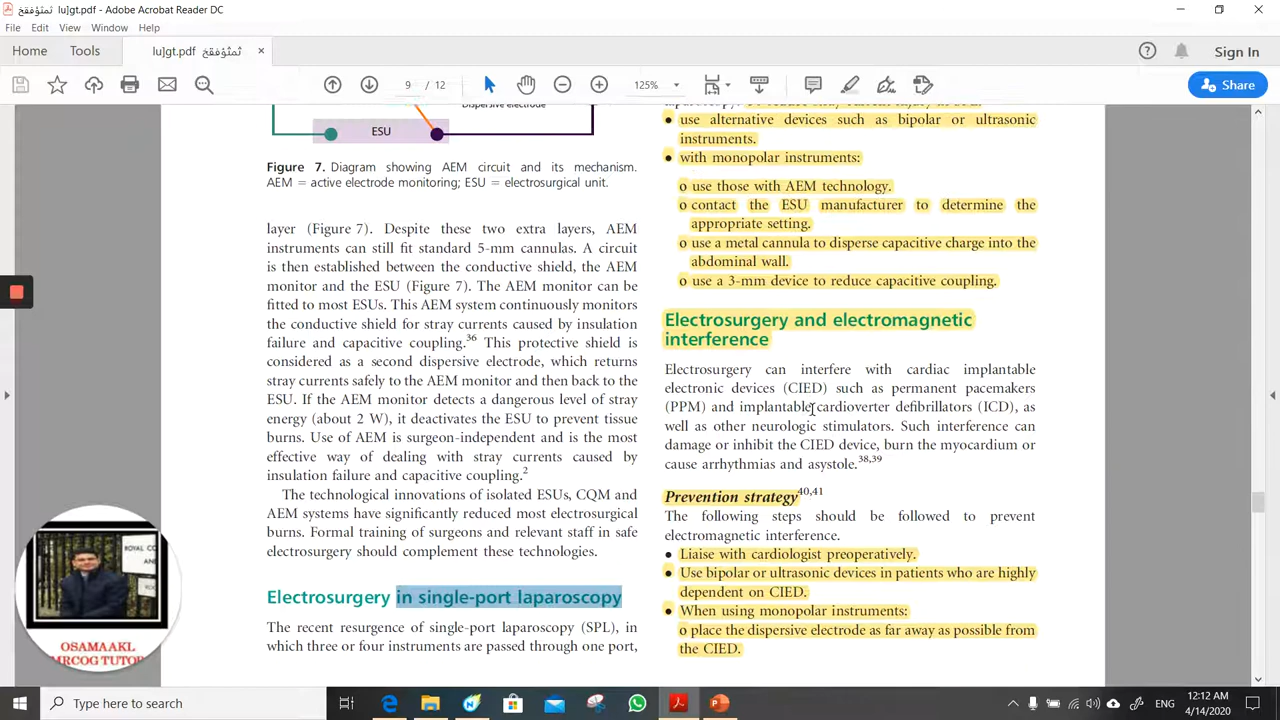 ثمثؤفقخ lu]gt.pdf - Adobe Acrobat Reader DC
File Edit View Window Help
Home Tools lu]gt.pdf ثمثؤفقخ × Sign In
9 / 12 125% Share
Dispersive electrode
ESU
Figure 7. Diagram showing AEM circuit and its mechanism.
AEM = active electrode monitoring; ESU = electrosurgical unit.
layer (Figure 7). Despite these two extra layers, AEM
instruments can still fit standard 5-mm cannulas. A circuit
is then established between the conductive shield, the AEM
monitor and the ESU (Figure 7). The AEM monitor can be
fitted to most ESUs. This AEM system continuously monitors
the conductive shield for stray currents caused by insulation
failure and capacitive coupling.36 This protective shield is
considered as a second dispersive electrode, which returns
stray currents safely to the AEM monitor and then back to the
ESU. If the AEM monitor detects a dangerous level of stray
energy (about 2 W), it deactivates the ESU to prevent tissue
burns. Use of AEM is surgeon-independent and is the most
effective way of dealing with stray currents caused by
insulation failure and capacitive coupling.2
The technological innovations of isolated ESUs, CQM and
AEM systems have significantly reduced most electrosurgical
burns. Formal training of surgeons and relevant staff in safe
electrosurgery should complement these technologies.
Electrosurgery in single-port laparoscopy
The recent resurgence of single-port laparoscopy (SPL), in
which three or four instruments are passed through one port,
• use alternative devices such as bipolar or ultrasonic
instruments.
• with monopolar instruments:
o use those with AEM technology.
o contact the ESU manufacturer to determine the
appropriate setting.
o use a metal cannula to disperse capacitive charge into the
abdominal wall.
o use a 3-mm device to reduce capacitive coupling.
Electrosurgery and electromagnetic
interference
Electrosurgery can interfere with cardiac implantable
electronic devices (CIED) such as permanent pacemakers
(PPM) and implantable cardioverter defibrillators (ICD), as
well as other neurologic stimulators. Such interference can
damage or inhibit the CIED device, burn the myocardium or
cause arrhythmias and asystole.38,39
Prevention strategy40,41
The following steps should be followed to prevent
electromagnetic interference.
• Liaise with cardiologist preoperatively.
• Use bipolar or ultrasonic devices in patients who are highly
dependent on CIED.
• When using monopolar instruments:
o place the dispersive electrode as far away as possible from
the CIED.
ROYAL CO
AN
OSAMAAKL
MRCOG TUTOR
Type here to search
ENG
12:12 AM
4/14/2020